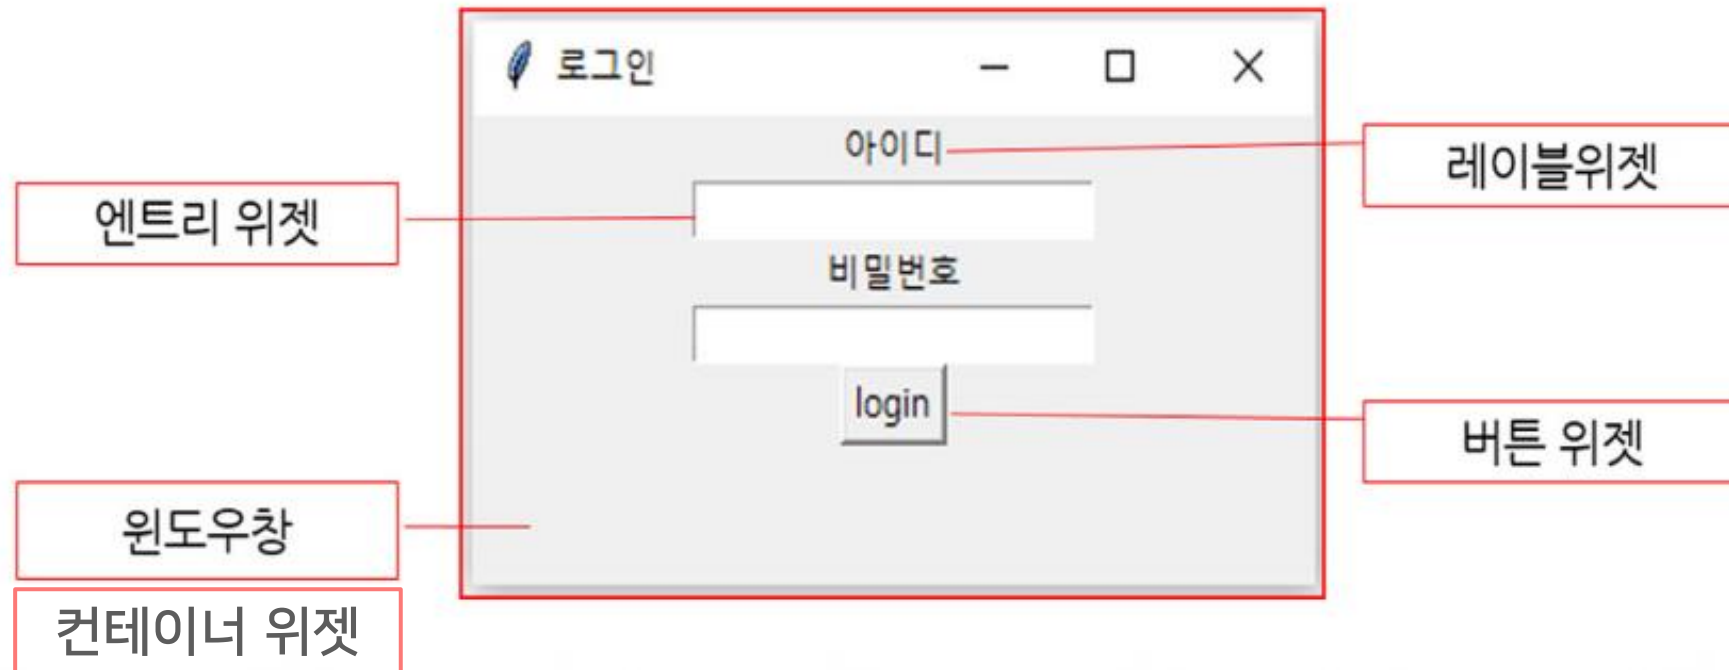 로그인
아이디
레이블위젯
엔트리 위젯
비밀번호
login
버튼 위젯
윈도우창
컨테이너 위젯